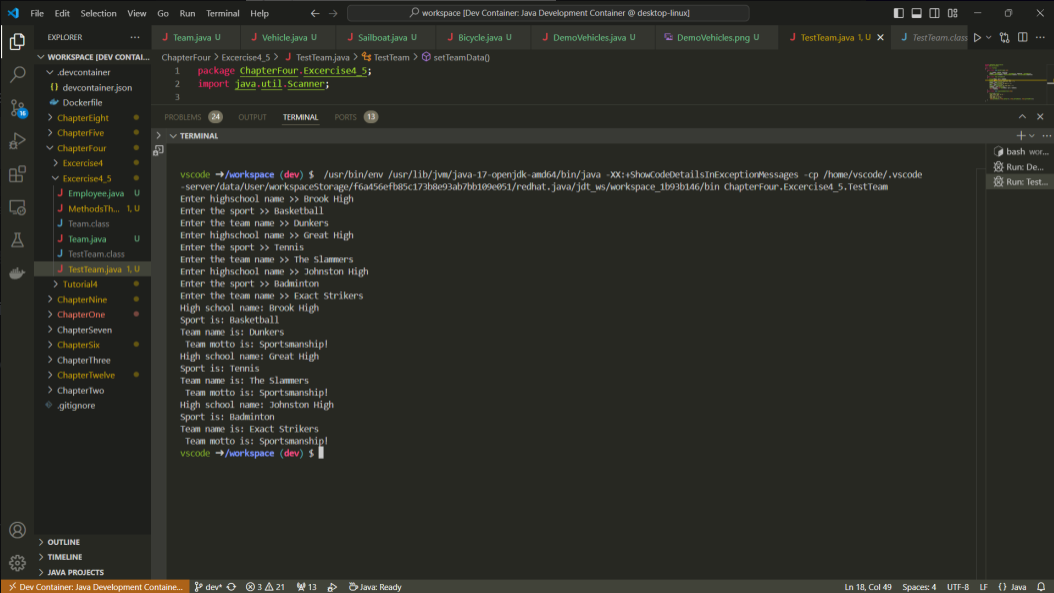 File Edit Selection View Go Run Terminal Help
workspace [Dev Container: Java Development Container @ desktop-linux]
EXPLORER
Team.java U Vehicle.java U Sailboat.java U Bicycle.java U DemoVehicles.java U DemoVehicles.png U TestTeam.java 1, U TestTeam.class
WORKSPACE [DEV CONTAI...
ChapterFour > Excercise4_5 > TestTeam.java > TestTeam > setTeamData()
.devcontainer
devcontainer.json
Dockerfile
ChapterEight
ChapterFive
ChapterFour
Excercise4
Excercise4_5
Employee.java U
MethodsTh... 1, U
Team.class
Team.java U
TestTeam.class
TestTeam.java 1, U
Tutorial4
ChapterNine
ChapterOne
ChapterSeven
ChapterSix
ChapterThree
ChapterTwelve
ChapterTwo
.gitignore
OUTLINE
TIMELINE
JAVA PROJECTS
16
1 package ChapterFour.Excercise4_5;
2 import java.util.Scanner;
3
PROBLEMS 24 OUTPUT TERMINAL PORTS 13
TERMINAL
bash wor...
Run: De...
Run: Test...
vscode ➜/workspace (dev) $ /usr/bin/env /usr/lib/jvm/java-17-openjdk-amd64/bin/java -XX:+ShowCodeDetailsInExceptionMessages -cp /home/vscode/.vscode
-server/data/User/workspaceStorage/f6a456efb85c173b8e93ab7bb109e051/redhat.java/jdt_ws/workspace_1b93b146/bin ChapterFour.Excercise4_5.TestTeam
Enter highschool name >> Brook High
Enter the sport >> Basketball
Enter the team name >> Dunkers
Enter highschool name >> Great High
Enter the sport >> Tennis
Enter the team name >> The Slammers
Enter highschool name >> Johnston High
Enter the sport >> Badminton
Enter the team name >> Exact Strikers
High school name: Brook High
Sport is: Basketball
Team name is: Dunkers
Team motto is: Sportsmanship!
High school name: Great High
Sport is: Tennis
Team name is: The Slammers
Team motto is: Sportsmanship!
High school name: Johnston High
Sport is: Badminton
Team name is: Exact Strikers
Team motto is: Sportsmanship!
vscode ➜/workspace (dev) $
Dev Container: Java Development Containe... dev* 3 21 13 Java: Ready Ln 18, Col 49 Spaces: 4 UTF-8 LF {} Java